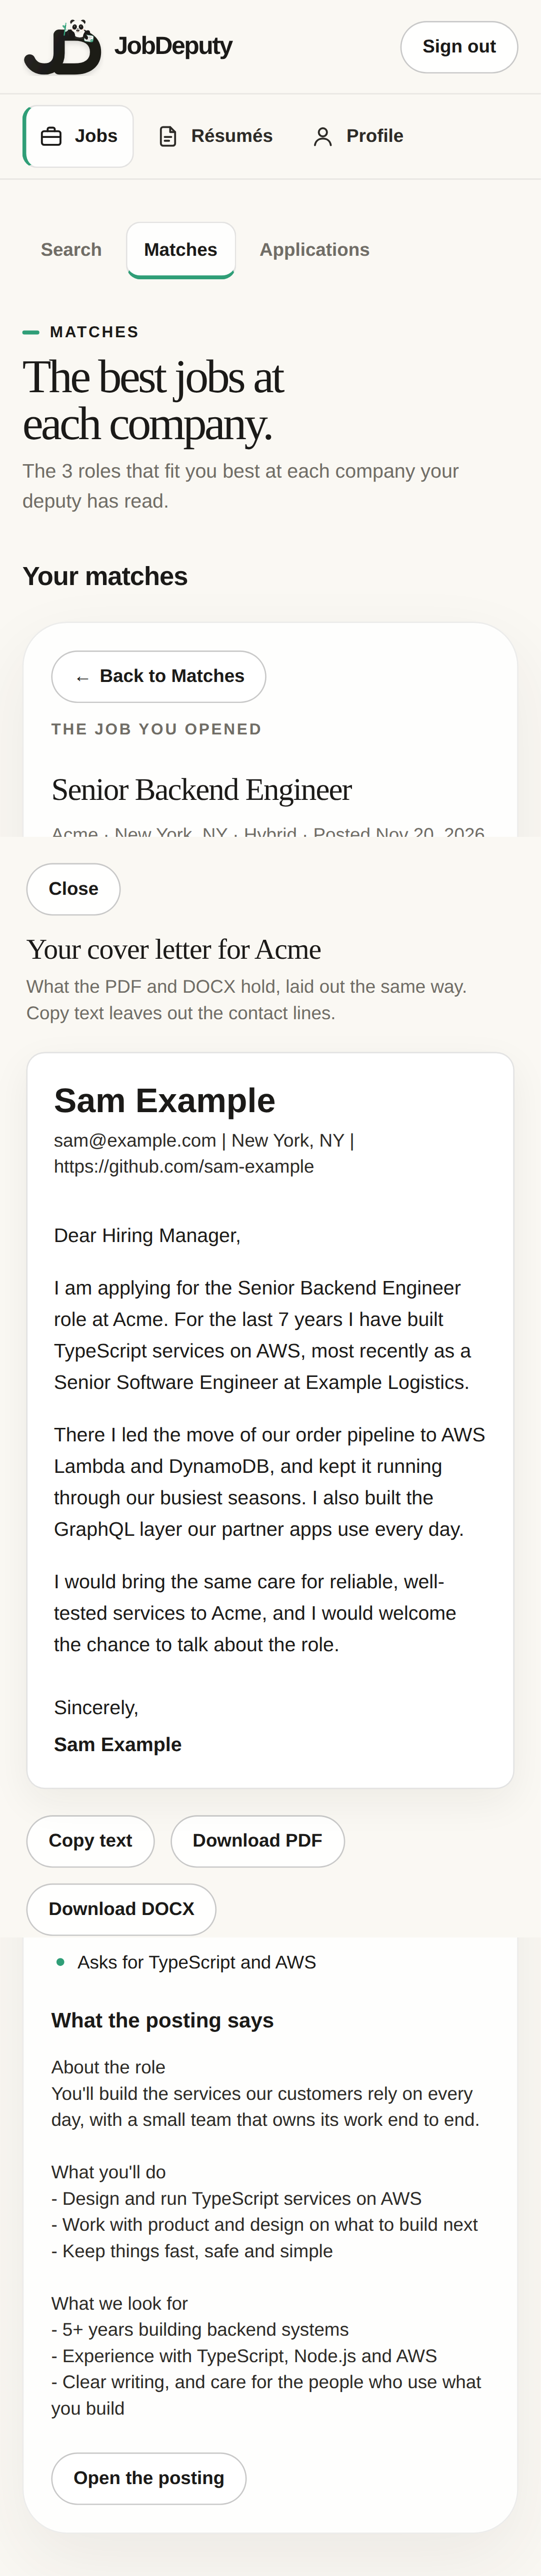 JobDeputy
Sign out
Jobs
Résumés
Profile
Search
Matches
Applications
MATCHES
The best jobs at
each company.
The 3 roles that fit you best at each company your
deputy has read.
Your matches
← Back to Matches
THE JOB YOU OPENED
Senior Backend Engineer
Acme · New York, NY · Hybrid · Posted Nov 20, 2026
Close
Your cover letter for Acme
What the PDF and DOCX hold, laid out the same way.
Copy text leaves out the contact lines.
Sam Example
sam@example.com | New York, NY |
https://github.com/sam-example
Dear Hiring Manager,
I am applying for the Senior Backend Engineer
role at Acme. For the last 7 years I have built
TypeScript services on AWS, most recently as a
Senior Software Engineer at Example Logistics.
There I led the move of our order pipeline to AWS
Lambda and DynamoDB, and kept it running
through our busiest seasons. I also built the
GraphQL layer our partner apps use every day.
I would bring the same care for reliable, well-
tested services to Acme, and I would welcome
the chance to talk about the role.
Sincerely,
Sam Example
Copy text
Download PDF
Download DOCX
Asks for TypeScript and AWS
What the posting says
About the role
You'll build the services our customers rely on every
day, with a small team that owns its work end to end.
What you'll do
- Design and run TypeScript services on AWS
- Work with product and design on what to build next
- Keep things fast, safe and simple
What we look for
- 5+ years building backend systems
- Experience with TypeScript, Node.js and AWS
- Clear writing, and care for the people who use what
you build
Open the posting